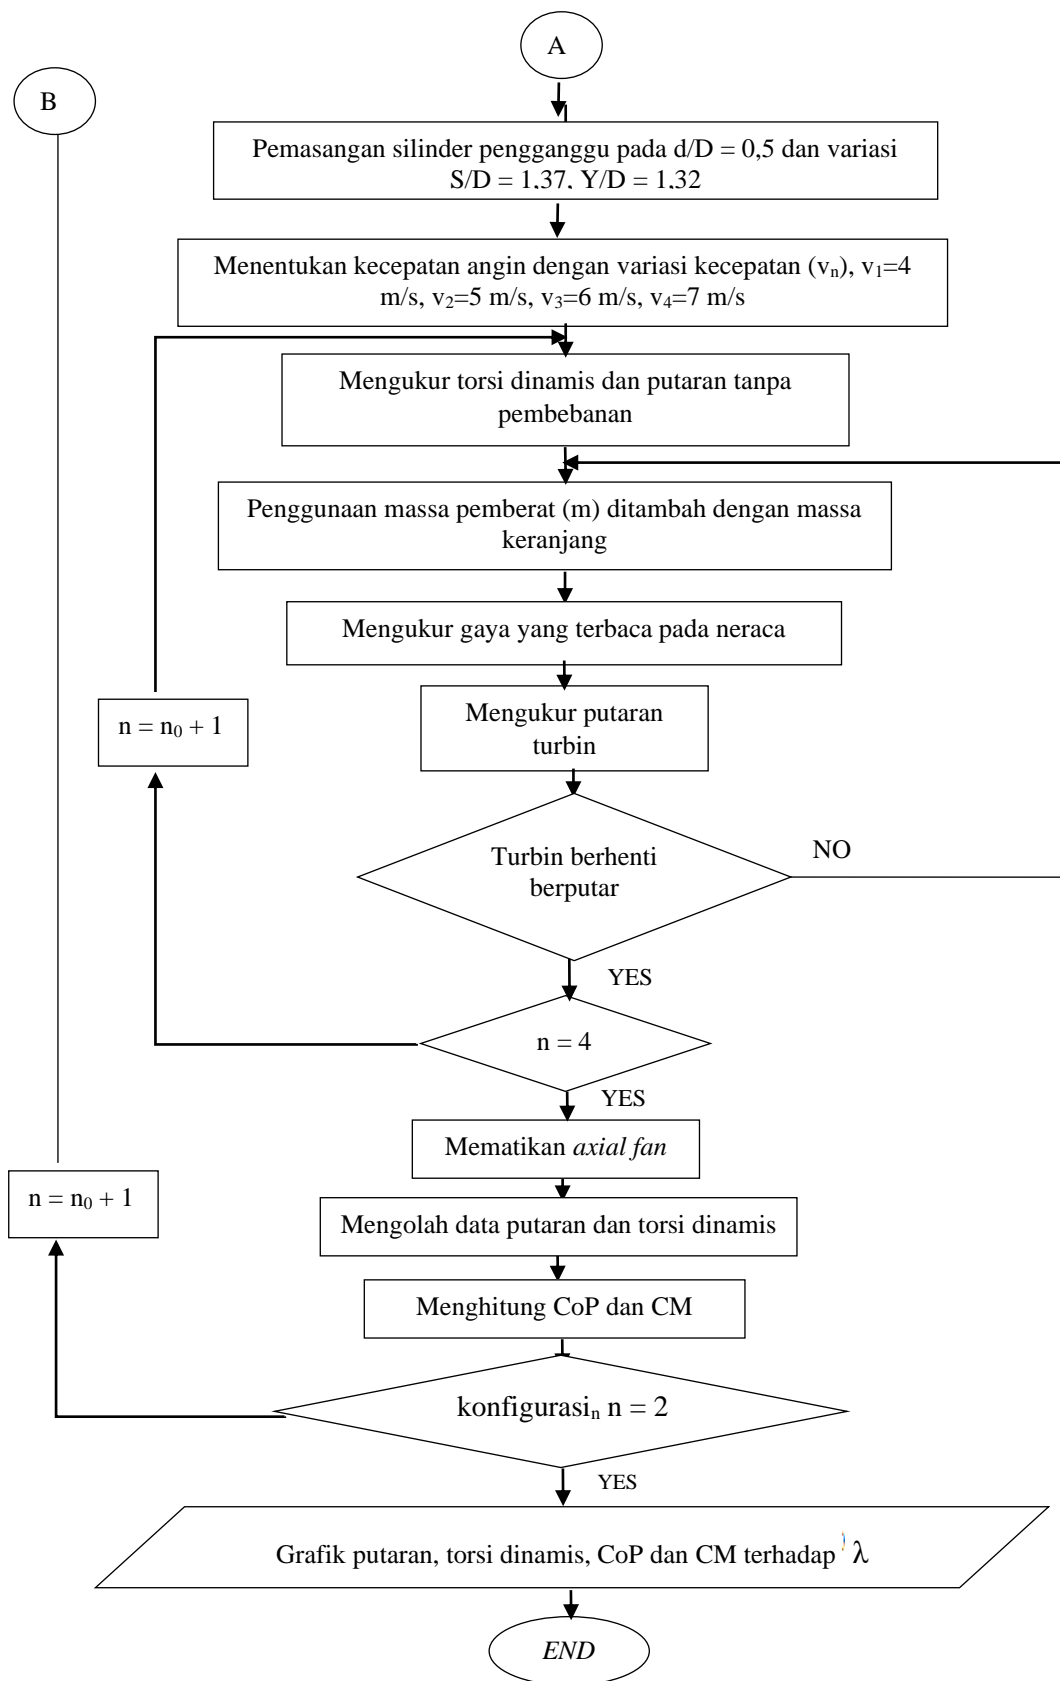 A
B
Pemasangan silinder pengganggu pada d/D = 0,5 dan variasi
S/D = 1,37, Y/D = 1,32
Menentukan kecepatan angin dengan variasi kecepatan (vₙ), v₁=4
m/s, v₂=5 m/s, v₃=6 m/s, v₄=7 m/s
Mengukur torsi dinamis dan putaran tanpa
pembebanan
Penggunaan massa pemberat (m) ditambah dengan massa
keranjang
Mengukur gaya yang terbaca pada neraca
n = n₀ + 1
Mengukur putaran
turbin
Turbin berhenti
berputar
NO
YES
n = 4
YES
Mematikan axial fan
n = n₀ + 1
Mengolah data putaran dan torsi dinamis
Menghitung CoP dan CM
konfigurasiₙ n = 2
YES
Grafik putaran, torsi dinamis, CoP dan CM terhadap λ
END